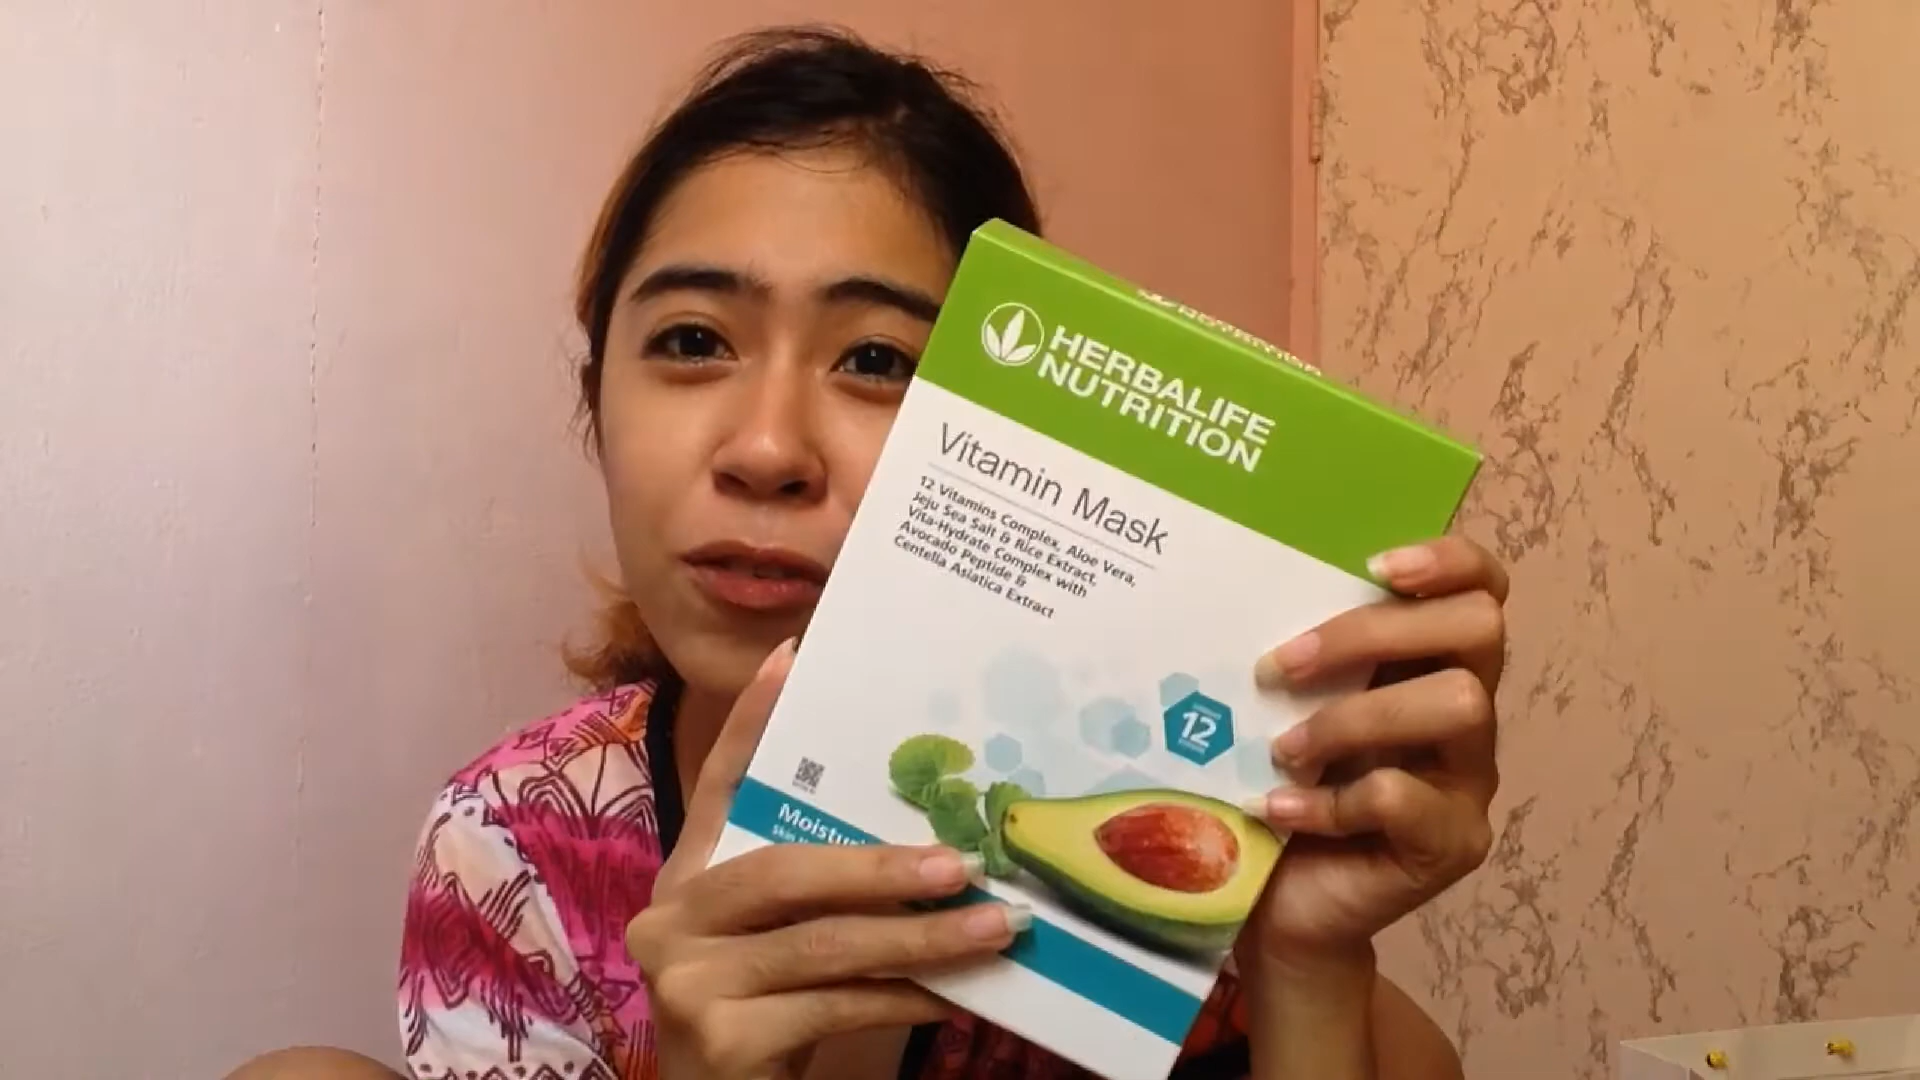 HERBALIFE
NUTRITION
Vitamin Mask
12 Vitamins Complex, Aloe Vera,
Jeju Sea Salt & Rice Extract,
Vita-Hydrate Complex with
Avocado Peptide &
Centella Asiatica Extract
12
Skin